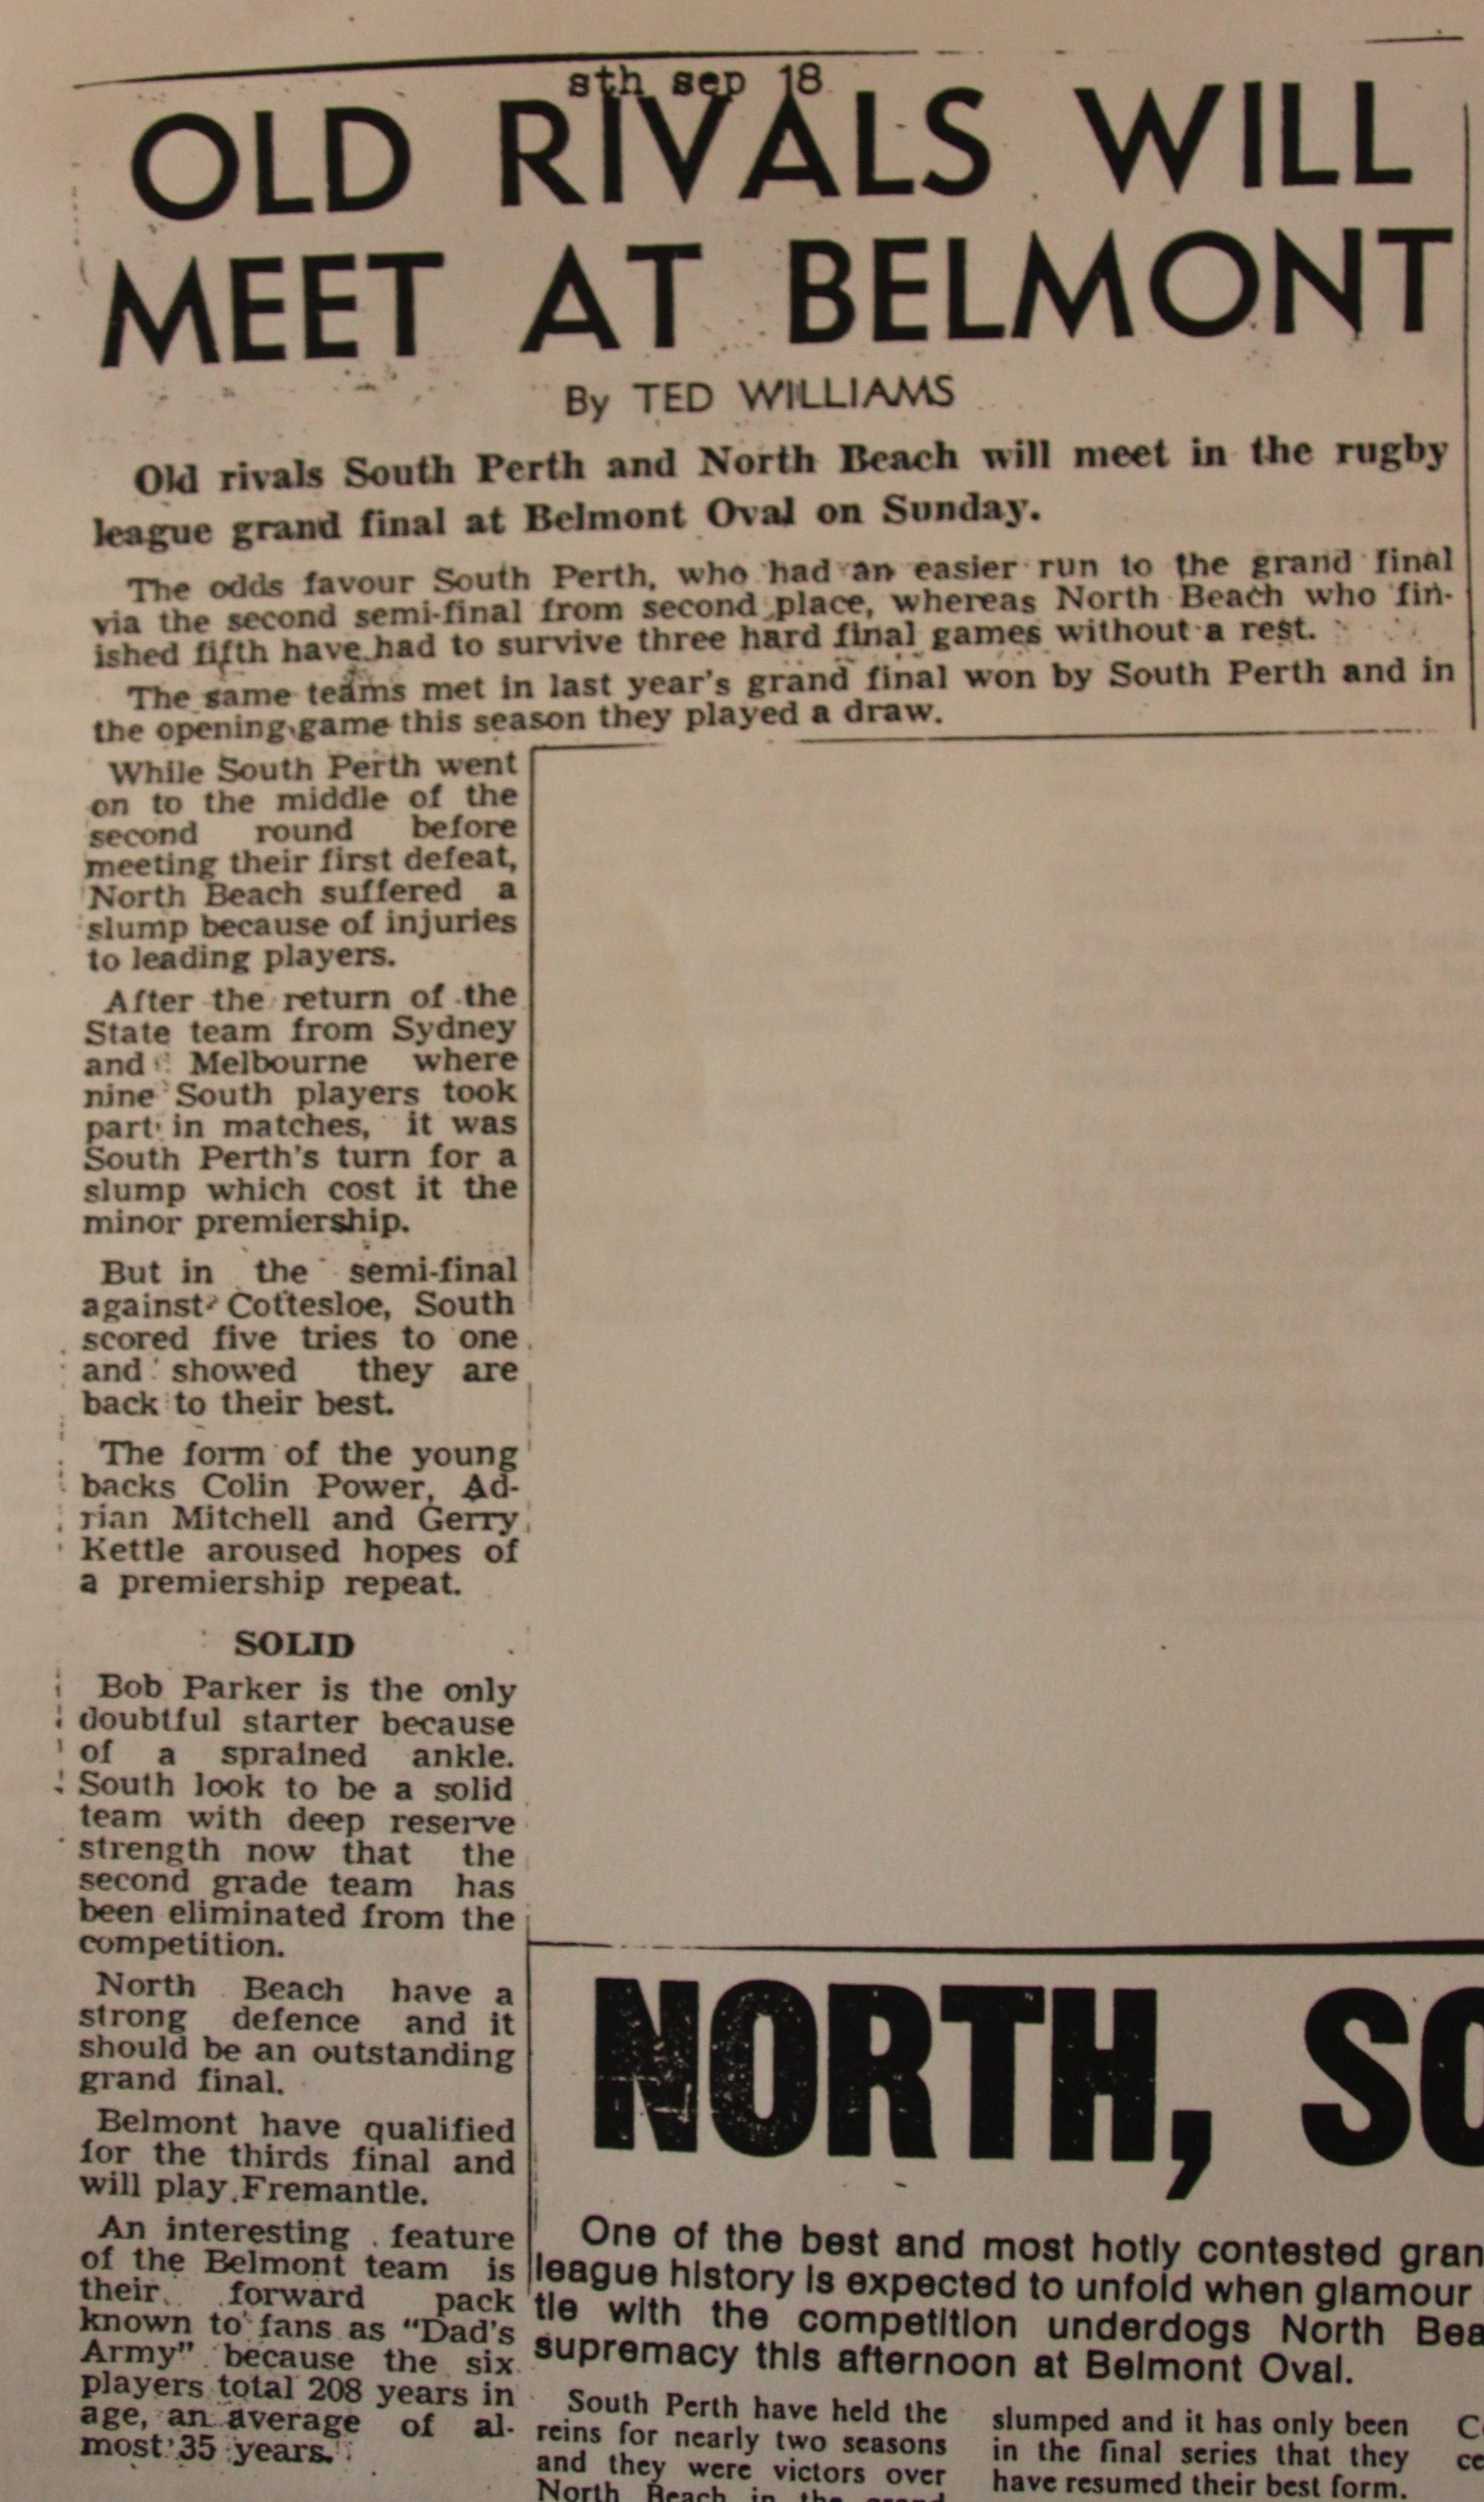 sth sep 18
OLD RIVALS WILL
MEET AT BELMONT
By TED WILLIAMS
Old rivals South Perth and North Beach will meet in the rugby
league grand final at Belmont Oval on Sunday.
The odds favour South Perth, who had an easier run to the grand final
via the second semi-final from second place, whereas North Beach who fin-
ished fifth have had to survive three hard final games without a rest.
The same teams met in last year's grand final won by South Perth and in
the opening game this season they played a draw.
While South Perth went
on to the middle of the
second round before
meeting their first defeat,
North Beach suffered a
slump because of injuries
to leading players.
After the return of the
State team from Sydney
and Melbourne where
nine South players took
part in matches, it was
South Perth's turn for a
slump which cost it the
minor premiership.
But in the semi-final
against Cottesloe, South
scored five tries to one
and showed they are
back to their best.
The form of the young
backs Colin Power, Ad-
rian Mitchell and Gerry
Kettle aroused hopes of
a premiership repeat.
SOLID
Bob Parker is the only
doubtful starter because
of a sprained ankle.
South look to be a solid
team with deep reserve
strength now that the
second grade team has
been eliminated from the
competition.
North Beach have a
strong defence and it
should be an outstanding
grand final.
Belmont have qualified
for the thirds final and
will play Fremantle.
An interesting feature
of the Belmont team is
their forward pack
known to fans as "Dad's
Army" because the six
players total 208 years in
age, an average of al-
most 35 years.
NORTH, SO
One of the best and most hotly contested gran
league history is expected to unfold when glamour
tle with the competition underdogs North Bea
supremacy this afternoon at Belmont Oval.
South Perth have held the
reins for nearly two seasons
and they were victors over
North Beach in the grand
slumped and it has only been
in the final series that they
have resumed their best form.
C
ce